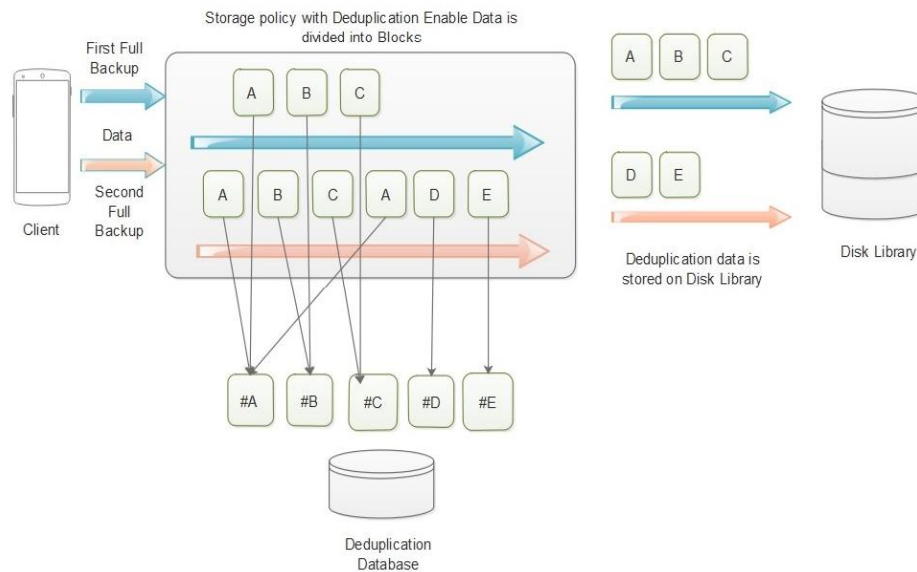 Storage policy with Deduplication Enable Data is
divided into Blocks
First Full
Backup
Data
Second
Full
Backup
Client
A B C
A B C A D E
A B C
D E
Deduplication data is
stored on Disk Library
Disk Library
#A #B #C #D #E
Deduplication
Database